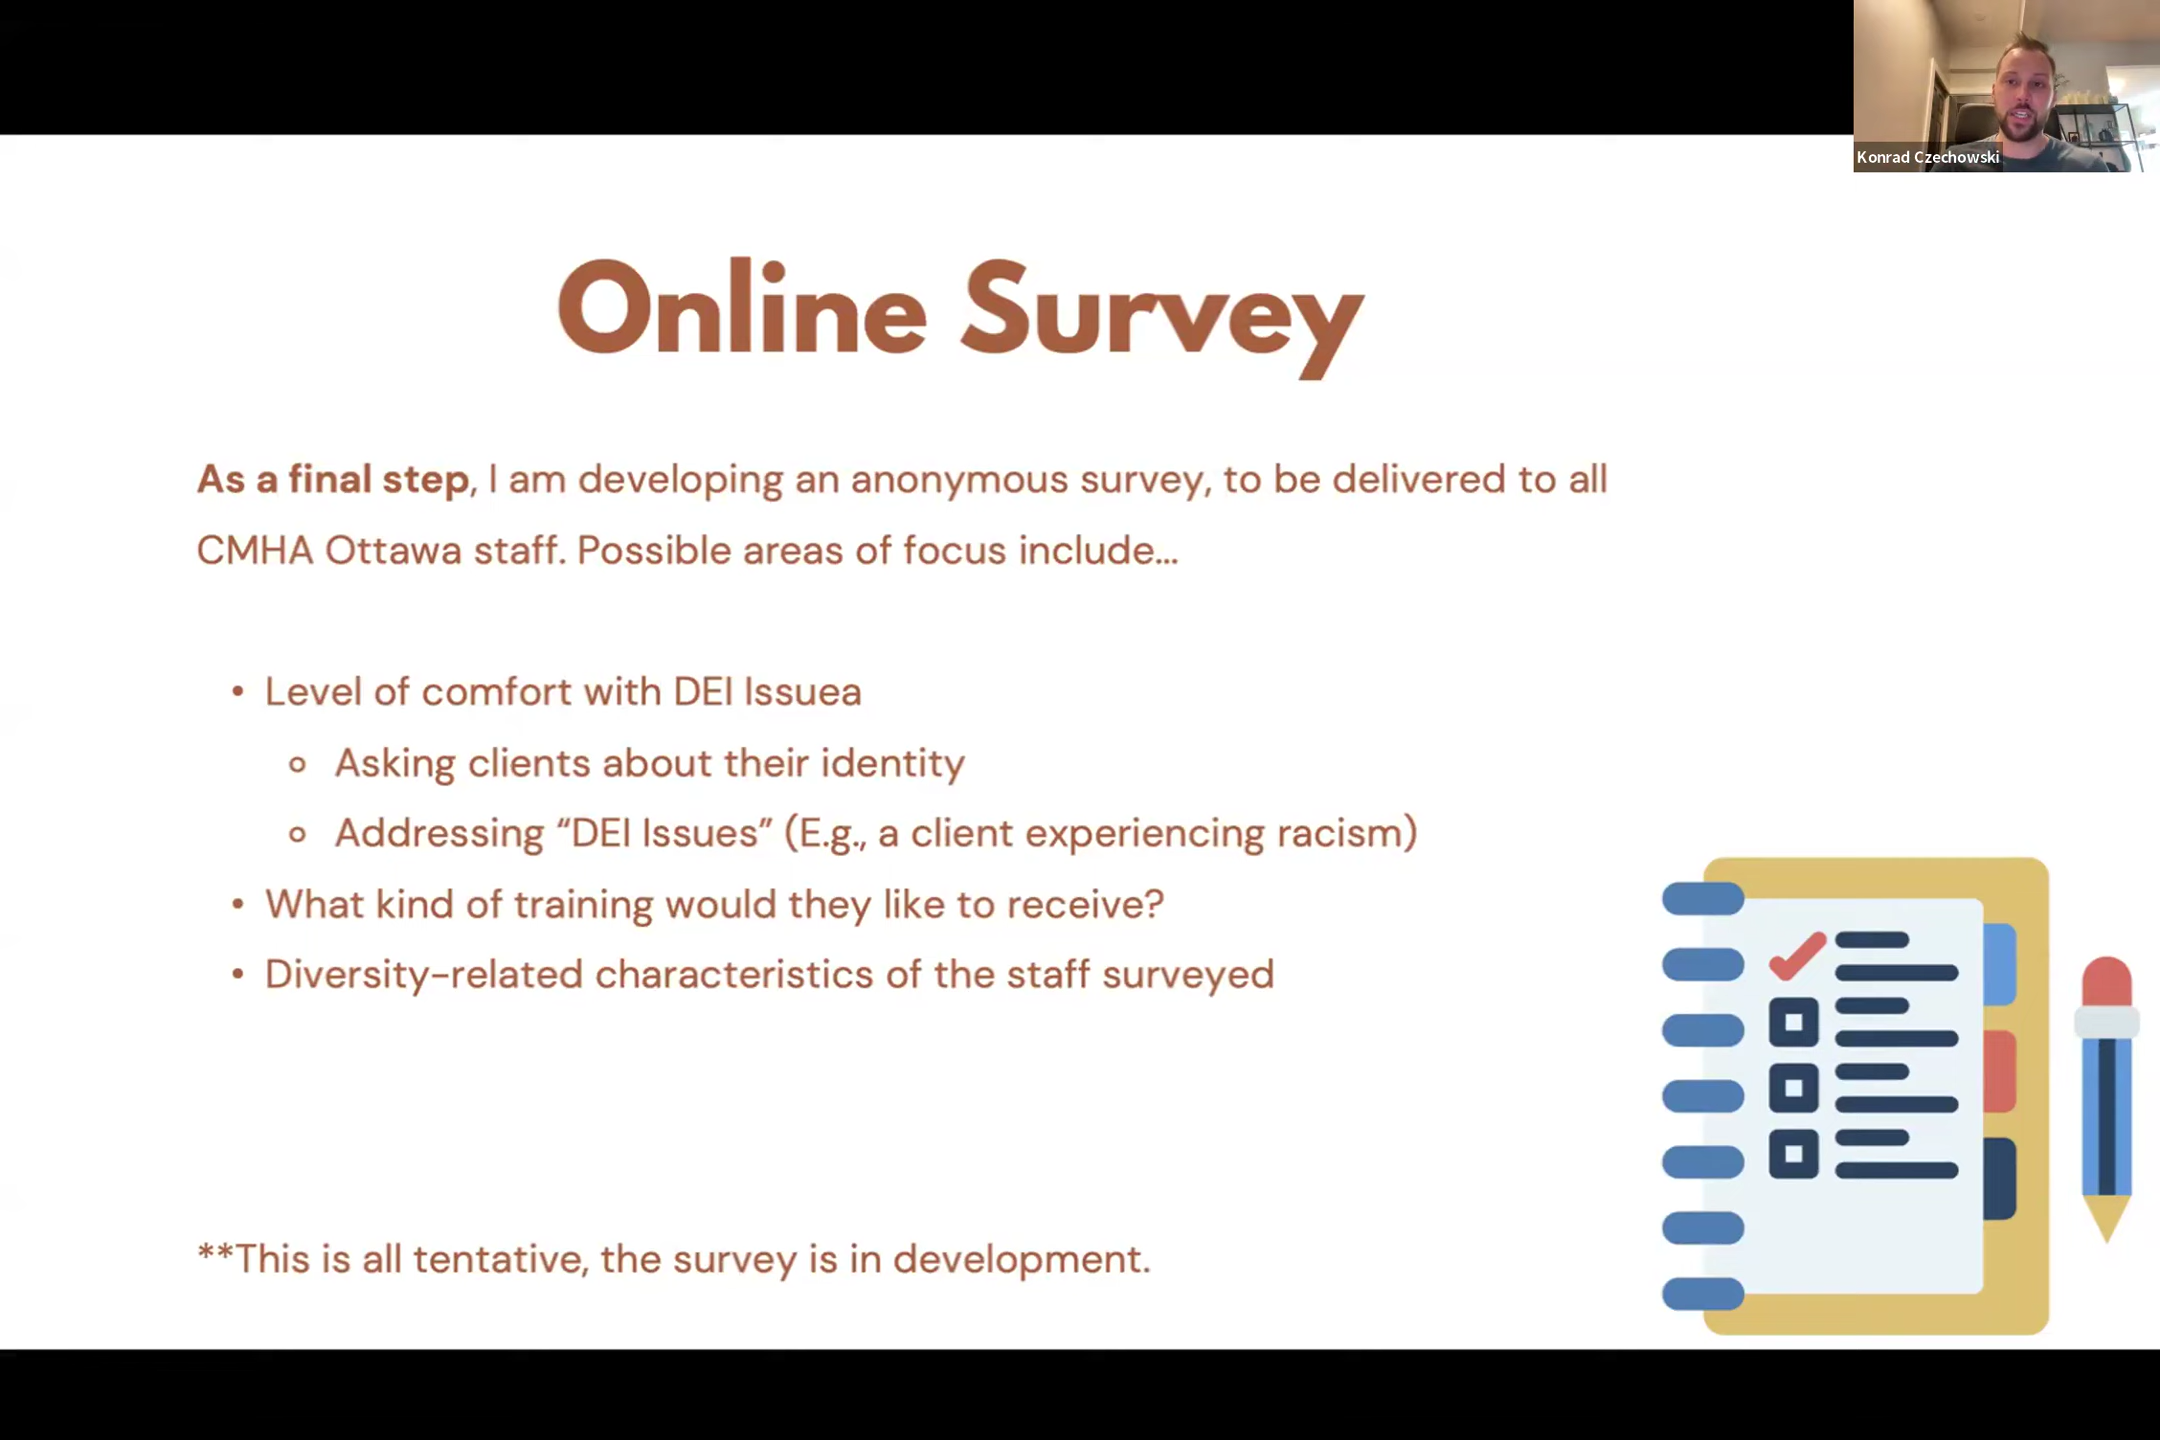 Konrad Czechowski
Online Survey
As a final step, I am developing an anonymous survey, to be delivered to all
CMHA Ottawa staff. Possible areas of focus include...
• Level of comfort with DEI Issuea
○ Asking clients about their identity
○ Addressing “DEI Issues” (E.g., a client experiencing racism)
• What kind of training would they like to receive?
• Diversity-related characteristics of the staff surveyed
**This is all tentative, the survey is in development.